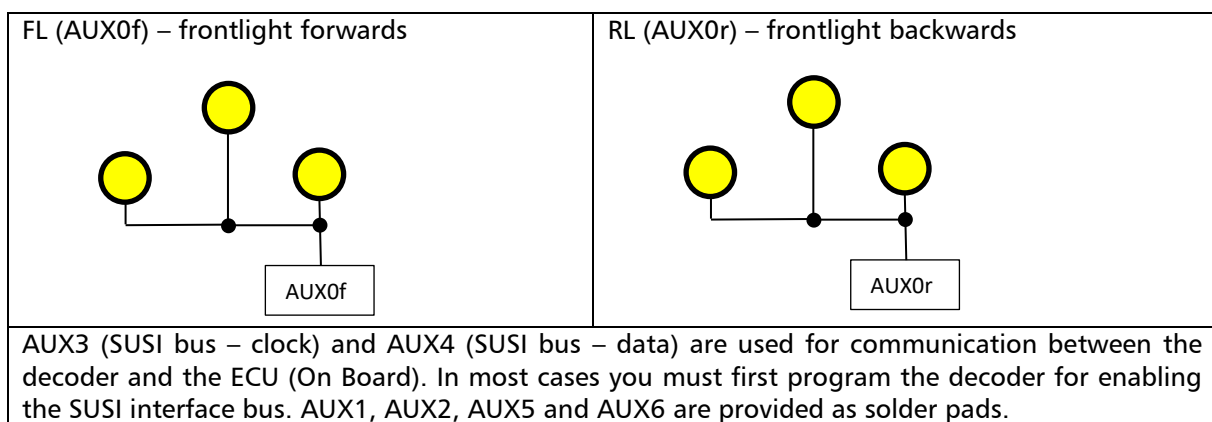 FL (AUX0f) – frontlight forwards
RL (AUX0r) – frontlight backwards
AUX0f
AUX0r
AUX3 (SUSI bus – clock) and AUX4 (SUSI bus – data) are used for communication between the
decoder and the ECU (On Board). In most cases you must first program the decoder for enabling
the SUSI interface bus. AUX1, AUX2, AUX5 and AUX6 are provided as solder pads.